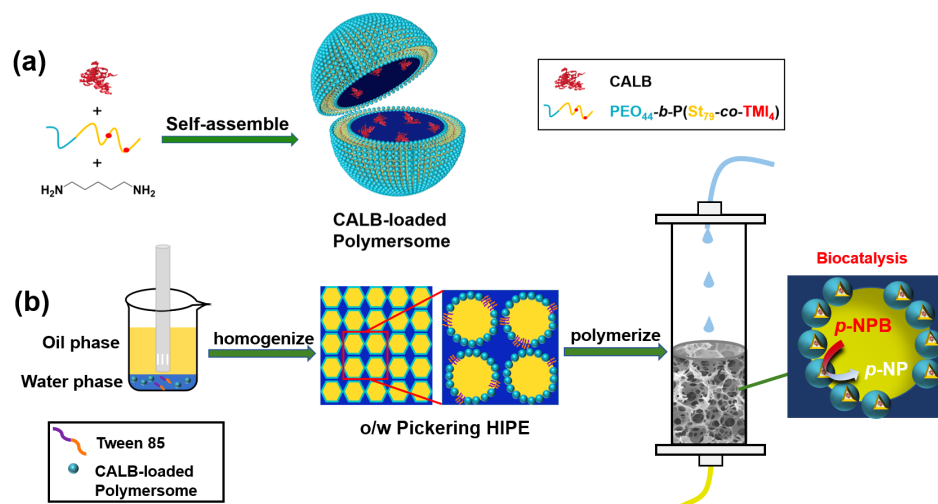 (a)
+
+
H₂N
NH₂
Self-assemble
CALB-loaded
Polymersome
CALB
PEO₄₄-b-P(St₇₉-co-TMI₄)
(b)
Oil phase
Water phase
homogenize
o/w Pickering HIPE
polymerize
Biocatalysis
p-NPB
p-NP
Tween 85
CALB-loaded
Polymersome